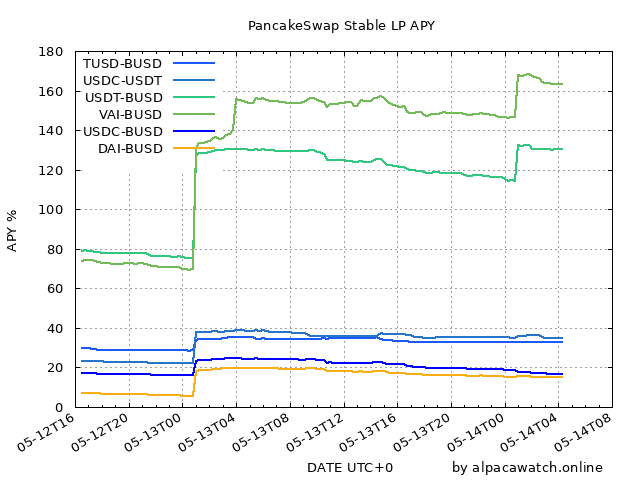 PancakeSwap Stable LP APY
APY %
180
160
140
120
100
80
60
40
20
0
TUSD-BUSD
USDC-USDT
USDT-BUSD
VAI-BUSD
USDC-BUSD
DAI-BUSD
05-12T16
05-12T20
05-13T00
05-13T04
05-13T08
05-13T12
05-13T16
05-13T20
05-14T00
05-14T04
05-14T08
DATE UTC+0
by alpacawatch.online